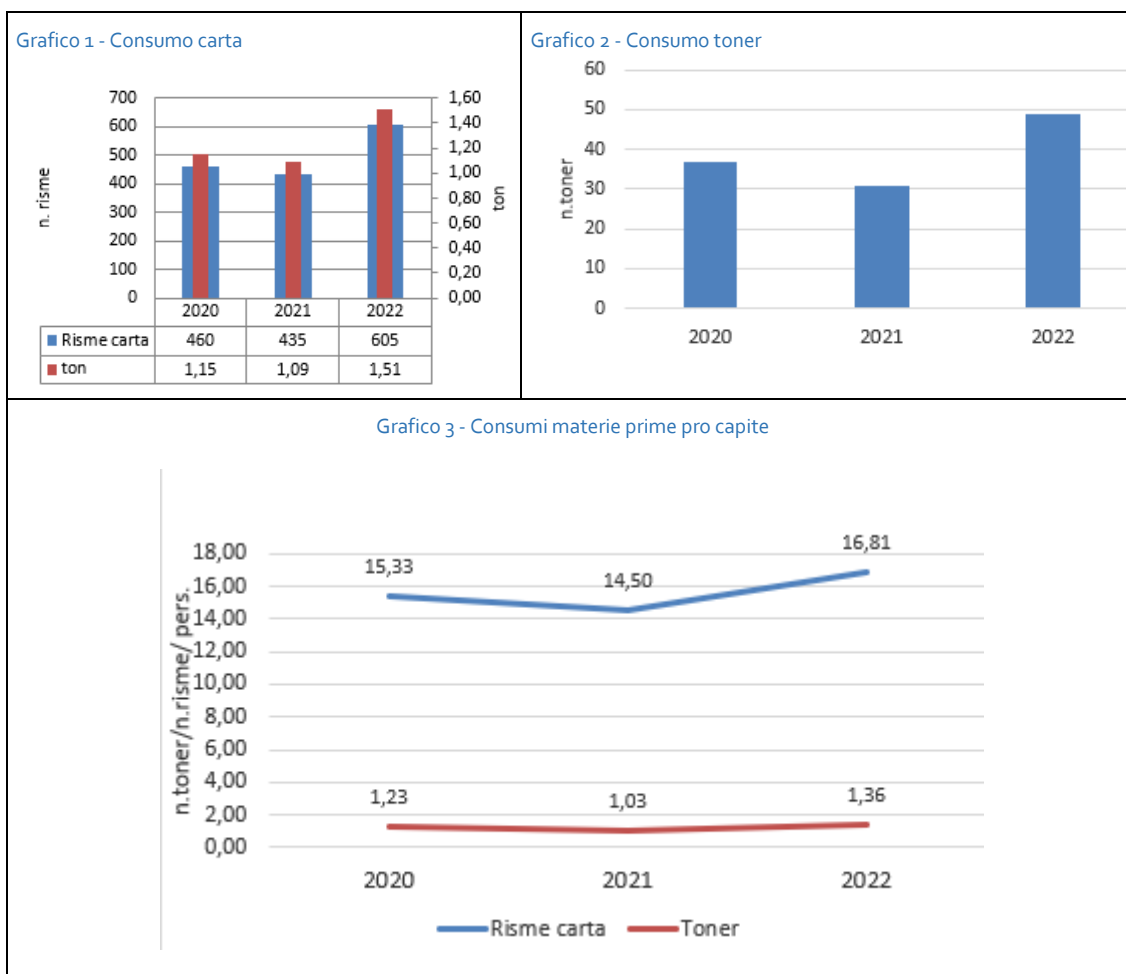 Grafico 1 - Consumo carta
700
600
500
400
300
200
100
0
n. risme
1,60
1,40
1,20
1,00
0,80
0,60
0,40
0,20
0,00
ton
2020 2021 2022
Risme carta 460 435 605
ton 1,15 1,09 1,51
Grafico 2 - Consumo toner
60
50
40
30
20
10
0
n.toner
2020 2021 2022
Grafico 3 - Consumi materie prime pro capite
18,00
16,00
14,00
12,00
10,00
8,00
6,00
4,00
2,00
0,00
n.toner/n.risme/ pers.
15,33 14,50 16,81
1,23 1,03 1,36
2020 2021 2022
Risme carta Toner